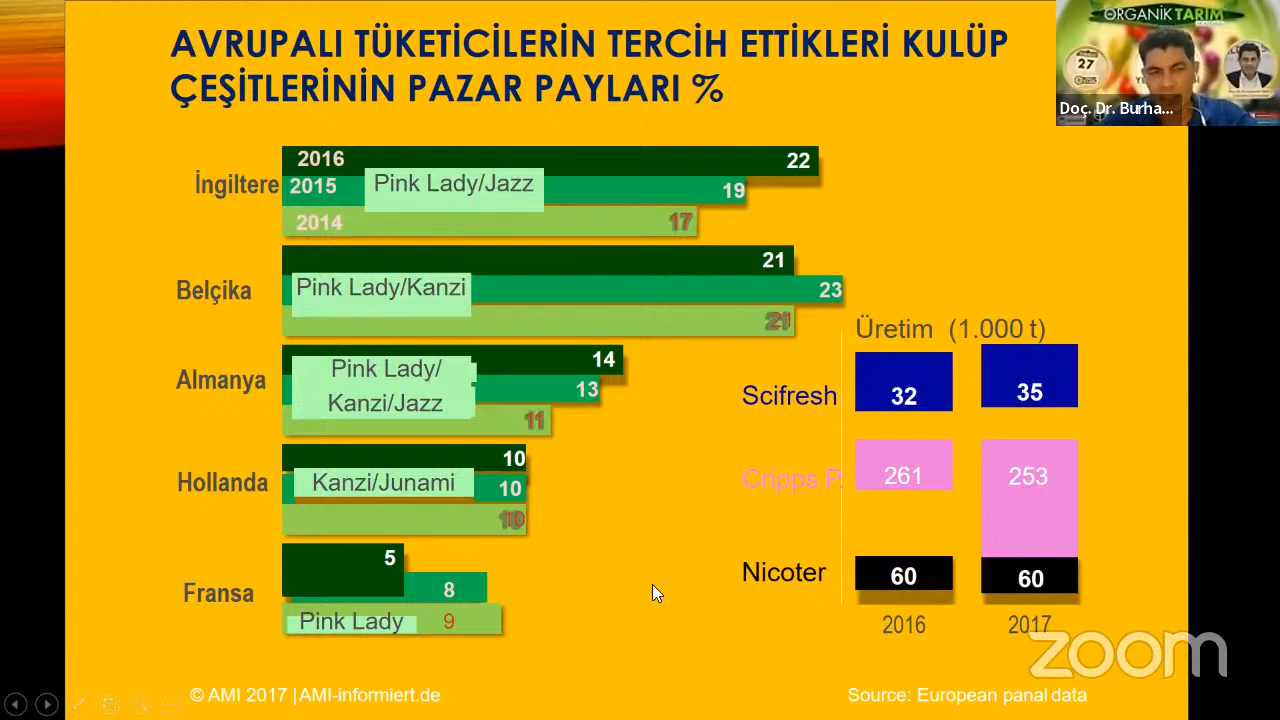 AVRUPALI TÜKETİCİLERİN TERCİH ETTİKLERİ KULÜP
ÇEŞİTLERİNİN PAZAR PAYLARI %
ORGANİK TARIM
27
Doç. Dr. Burha...
İngiltere
2016
22
2015
Pink Lady/Jazz
19
2014
17
Belçika
21
Pink Lady/Kanzi
23
21
Almanya
14
Pink Lady/
Kanzi/Jazz
13
11
Hollanda
10
Kanzi/Junami
10
10
Fransa
5
8
Pink Lady
9
Üretim (1.000 t)
Scifresh
32
35
Cripps P.
261
253
Nicoter
60
60
2016
2017
zoom
© AMI 2017 |AMI-informiert.de
Source: European panal data